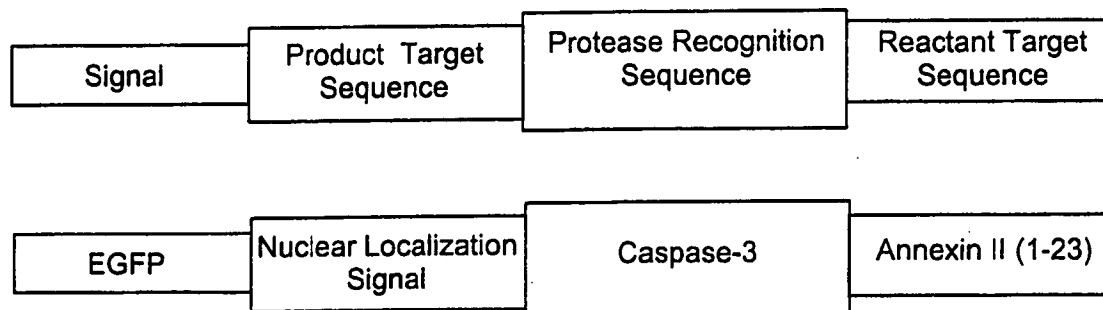 Signal
Product Target
Sequence
Protease Recognition
Sequence
Reactant Target
Sequence
EGFP
Nuclear Localization
Signal
Caspase-3
Annexin II (1-23)